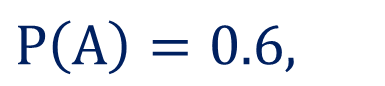 P(A) = 0.6,